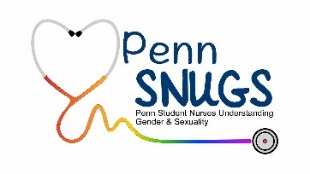 Penn
SNUGS
Penn Student Nurses Understanding
Gender & Sexuality